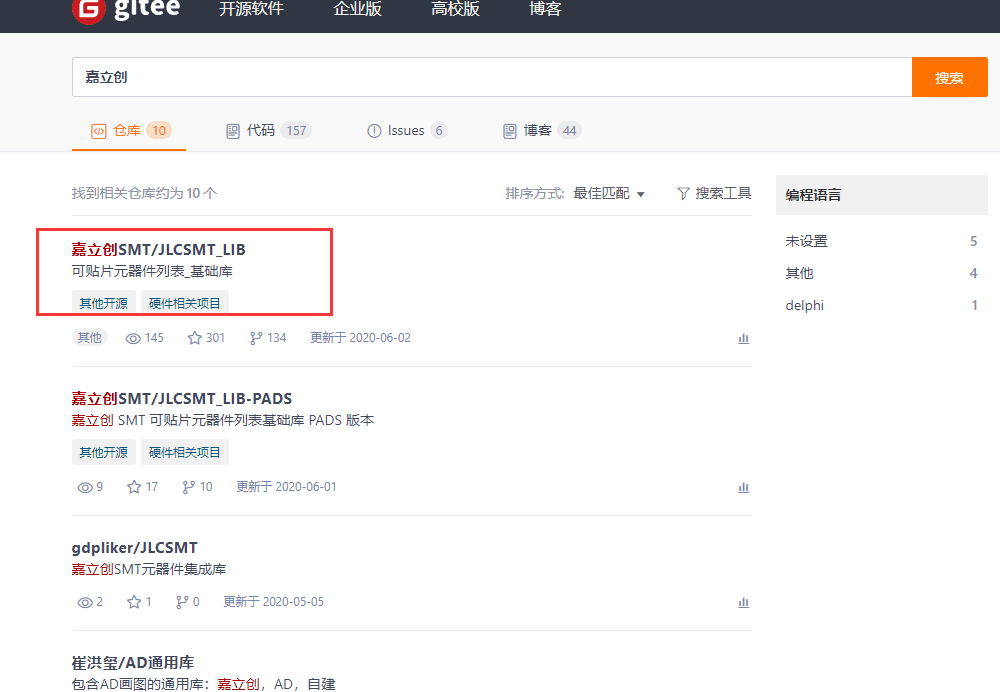 gitee 开源软件 企业版 高校版 博客
嘉立创 搜索
仓库 10 代码 157 Issues 6 博客 44
找到相关仓库约为 10 个 排序方式: 最佳匹配 搜索工具
嘉立创SMT/JLCSMT_LIB
可贴片元器件列表_基础库
其他开源 硬件相关项目
其他 145 301 134 更新于 2020-06-02
嘉立创SMT/JLCSMT_LIB-PADS
嘉立创 SMT 可贴片元器件列表基础库 PADS 版本
其他开源 硬件相关项目
9 17 10 更新于 2020-06-01
gdpliker/JLCSMT
嘉立创SMT元器件集成库
2 1 0 更新于 2020-05-05
崔洪玺/AD通用库
包含AD画图的通用库：嘉立创，AD，自建
编程语言
未设置 5
其他 4
delphi 1